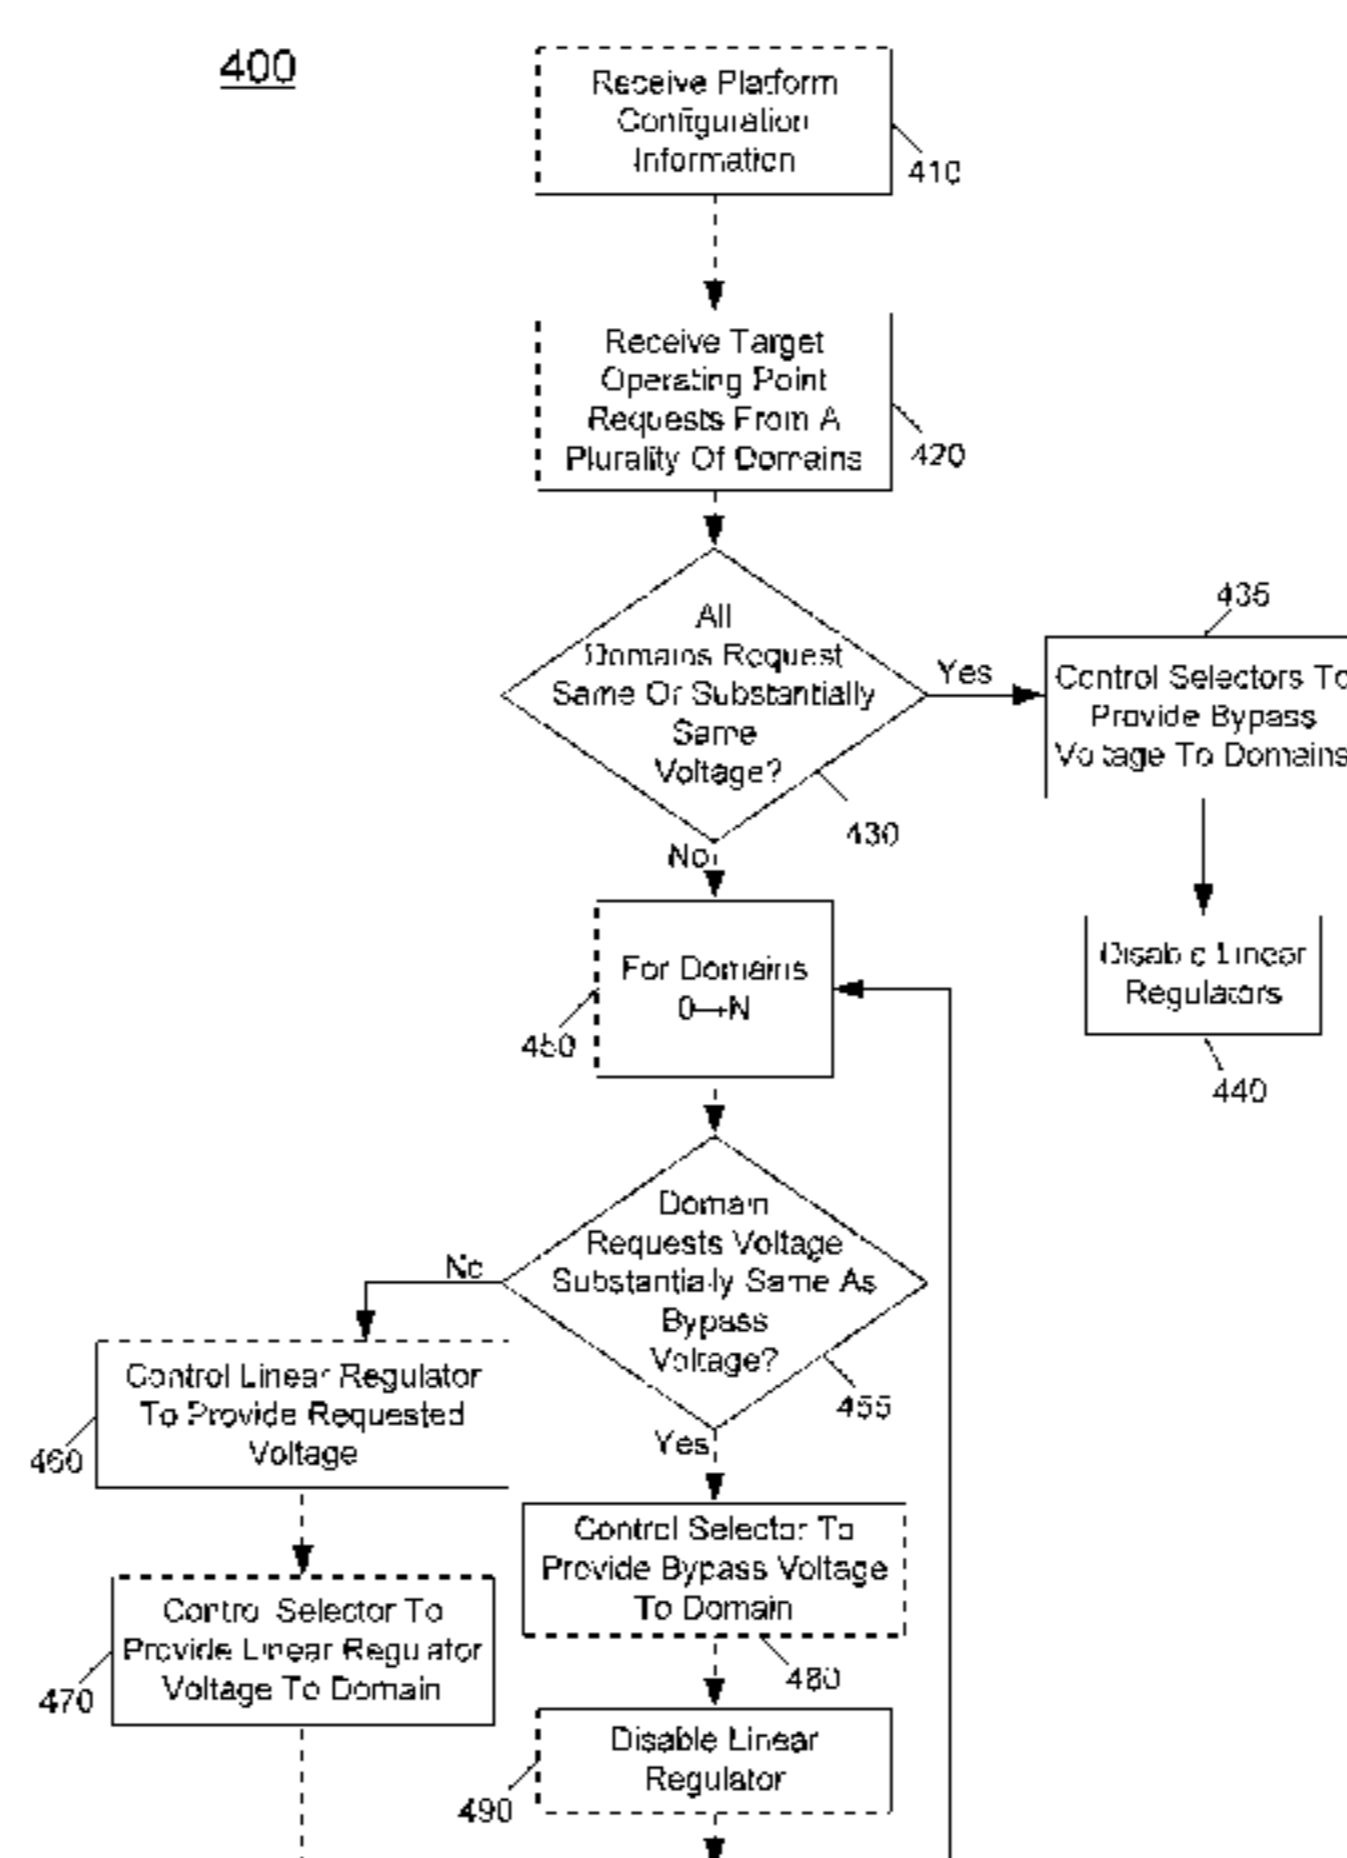 400
Receive Platform
Configuration
Information
410
Receive Target
Operating Point
Requests From A
Plurality Of Domains
420
All
Domains Request
Same Or Substantially
Same
Voltage?
430
Yes
435
Control Selectors To
Provide Bypass
Voltage To Domains
Disable Linear
Regulators
440
No
For Domains
0→N
450
Domain
Requests Voltage
Substantially Same As
Bypass
Voltage?
455
No
Control Linear Regulator
To Provide Requested
Voltage
460
Yes
Control Selector To
Provide Bypass Voltage
To Domain
480
Control Selector To
Provide Linear Regulator
Voltage To Domain
470
Disable Linear
Regulator
490